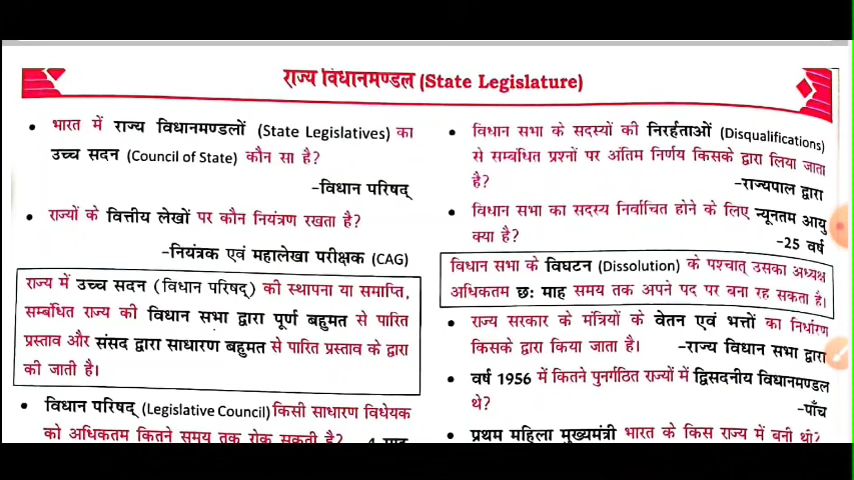 राज्य विधानमण्डल (State Legislature)
• भारत में राज्य विधानमण्डलों (State Legislatives) का
उच्च सदन (Council of State) कौन सा है?
–विधान परिषद्
• राज्यों के वित्तीय लेखों पर कौन नियंत्रण रखता है?
–नियंत्रक एवं महालेखा परीक्षक (CAG)
राज्य में उच्च सदन (विधान परिषद्) की स्थापना या समाप्ति,
सम्बंधित राज्य की विधान सभा द्वारा पूर्ण बहुमत से पारित
प्रस्ताव और संसद द्वारा साधारण बहुमत से पारित प्रस्ताव के द्वारा
की जाती है।
• विधान परिषद् (Legislative Council) किसी साधारण विधेयक
को अधिकतम कितने समय तक रोक सकती है? –4 माह
• विधान सभा के सदस्यों की निरर्हताओं (Disqualifications)
से सम्बंधित प्रश्नों पर अंतिम निर्णय किसके द्वारा लिया जाता
है?
–राज्यपाल द्वारा
• विधान सभा का सदस्य निर्वाचित होने के लिए न्यूनतम आयु
क्या है?
–25 वर्ष
विधान सभा के विघटन (Dissolution) के पश्चात् उसका अध्यक्ष
अधिकतम छ: माह समय तक अपने पद पर बना रह सकता है।
• राज्य सरकार के मंत्रियों के वेतन एवं भत्तों का निर्धारण
किसके द्वारा किया जाता है। –राज्य विधान सभा द्वारा
• वर्ष 1956 में कितने पुनर्गठित राज्यों में द्विसदनीय विधानमण्डल
थे?
–पाँच
• प्रथम महिला मुख्यमंत्री भारत के किस राज्य में बनी थी?